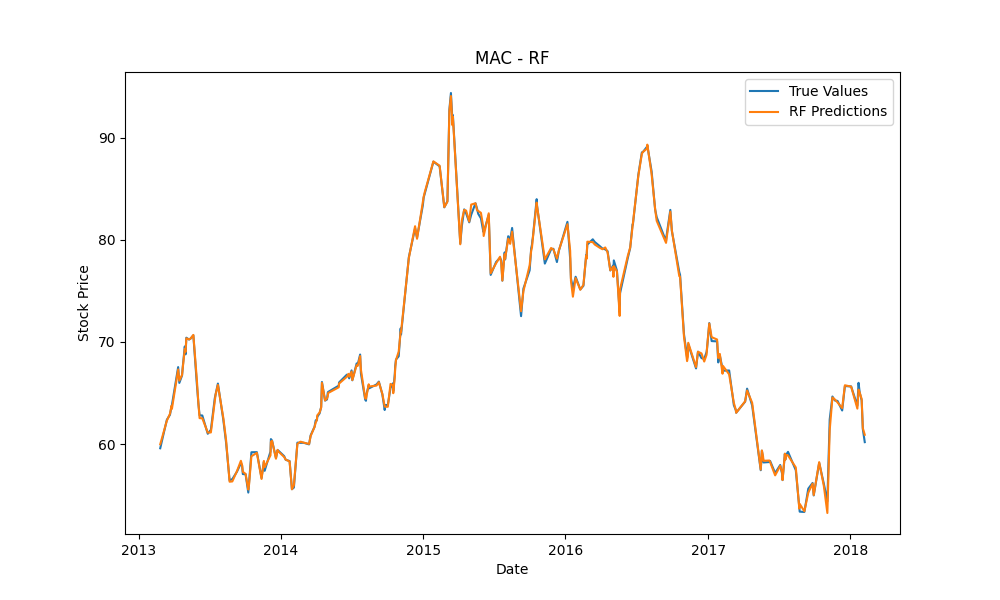 MAC - RF
True Values
RF Predictions
90
80
70
60
Stock Price
2013
2014
2015
2016
2017
2018
Date